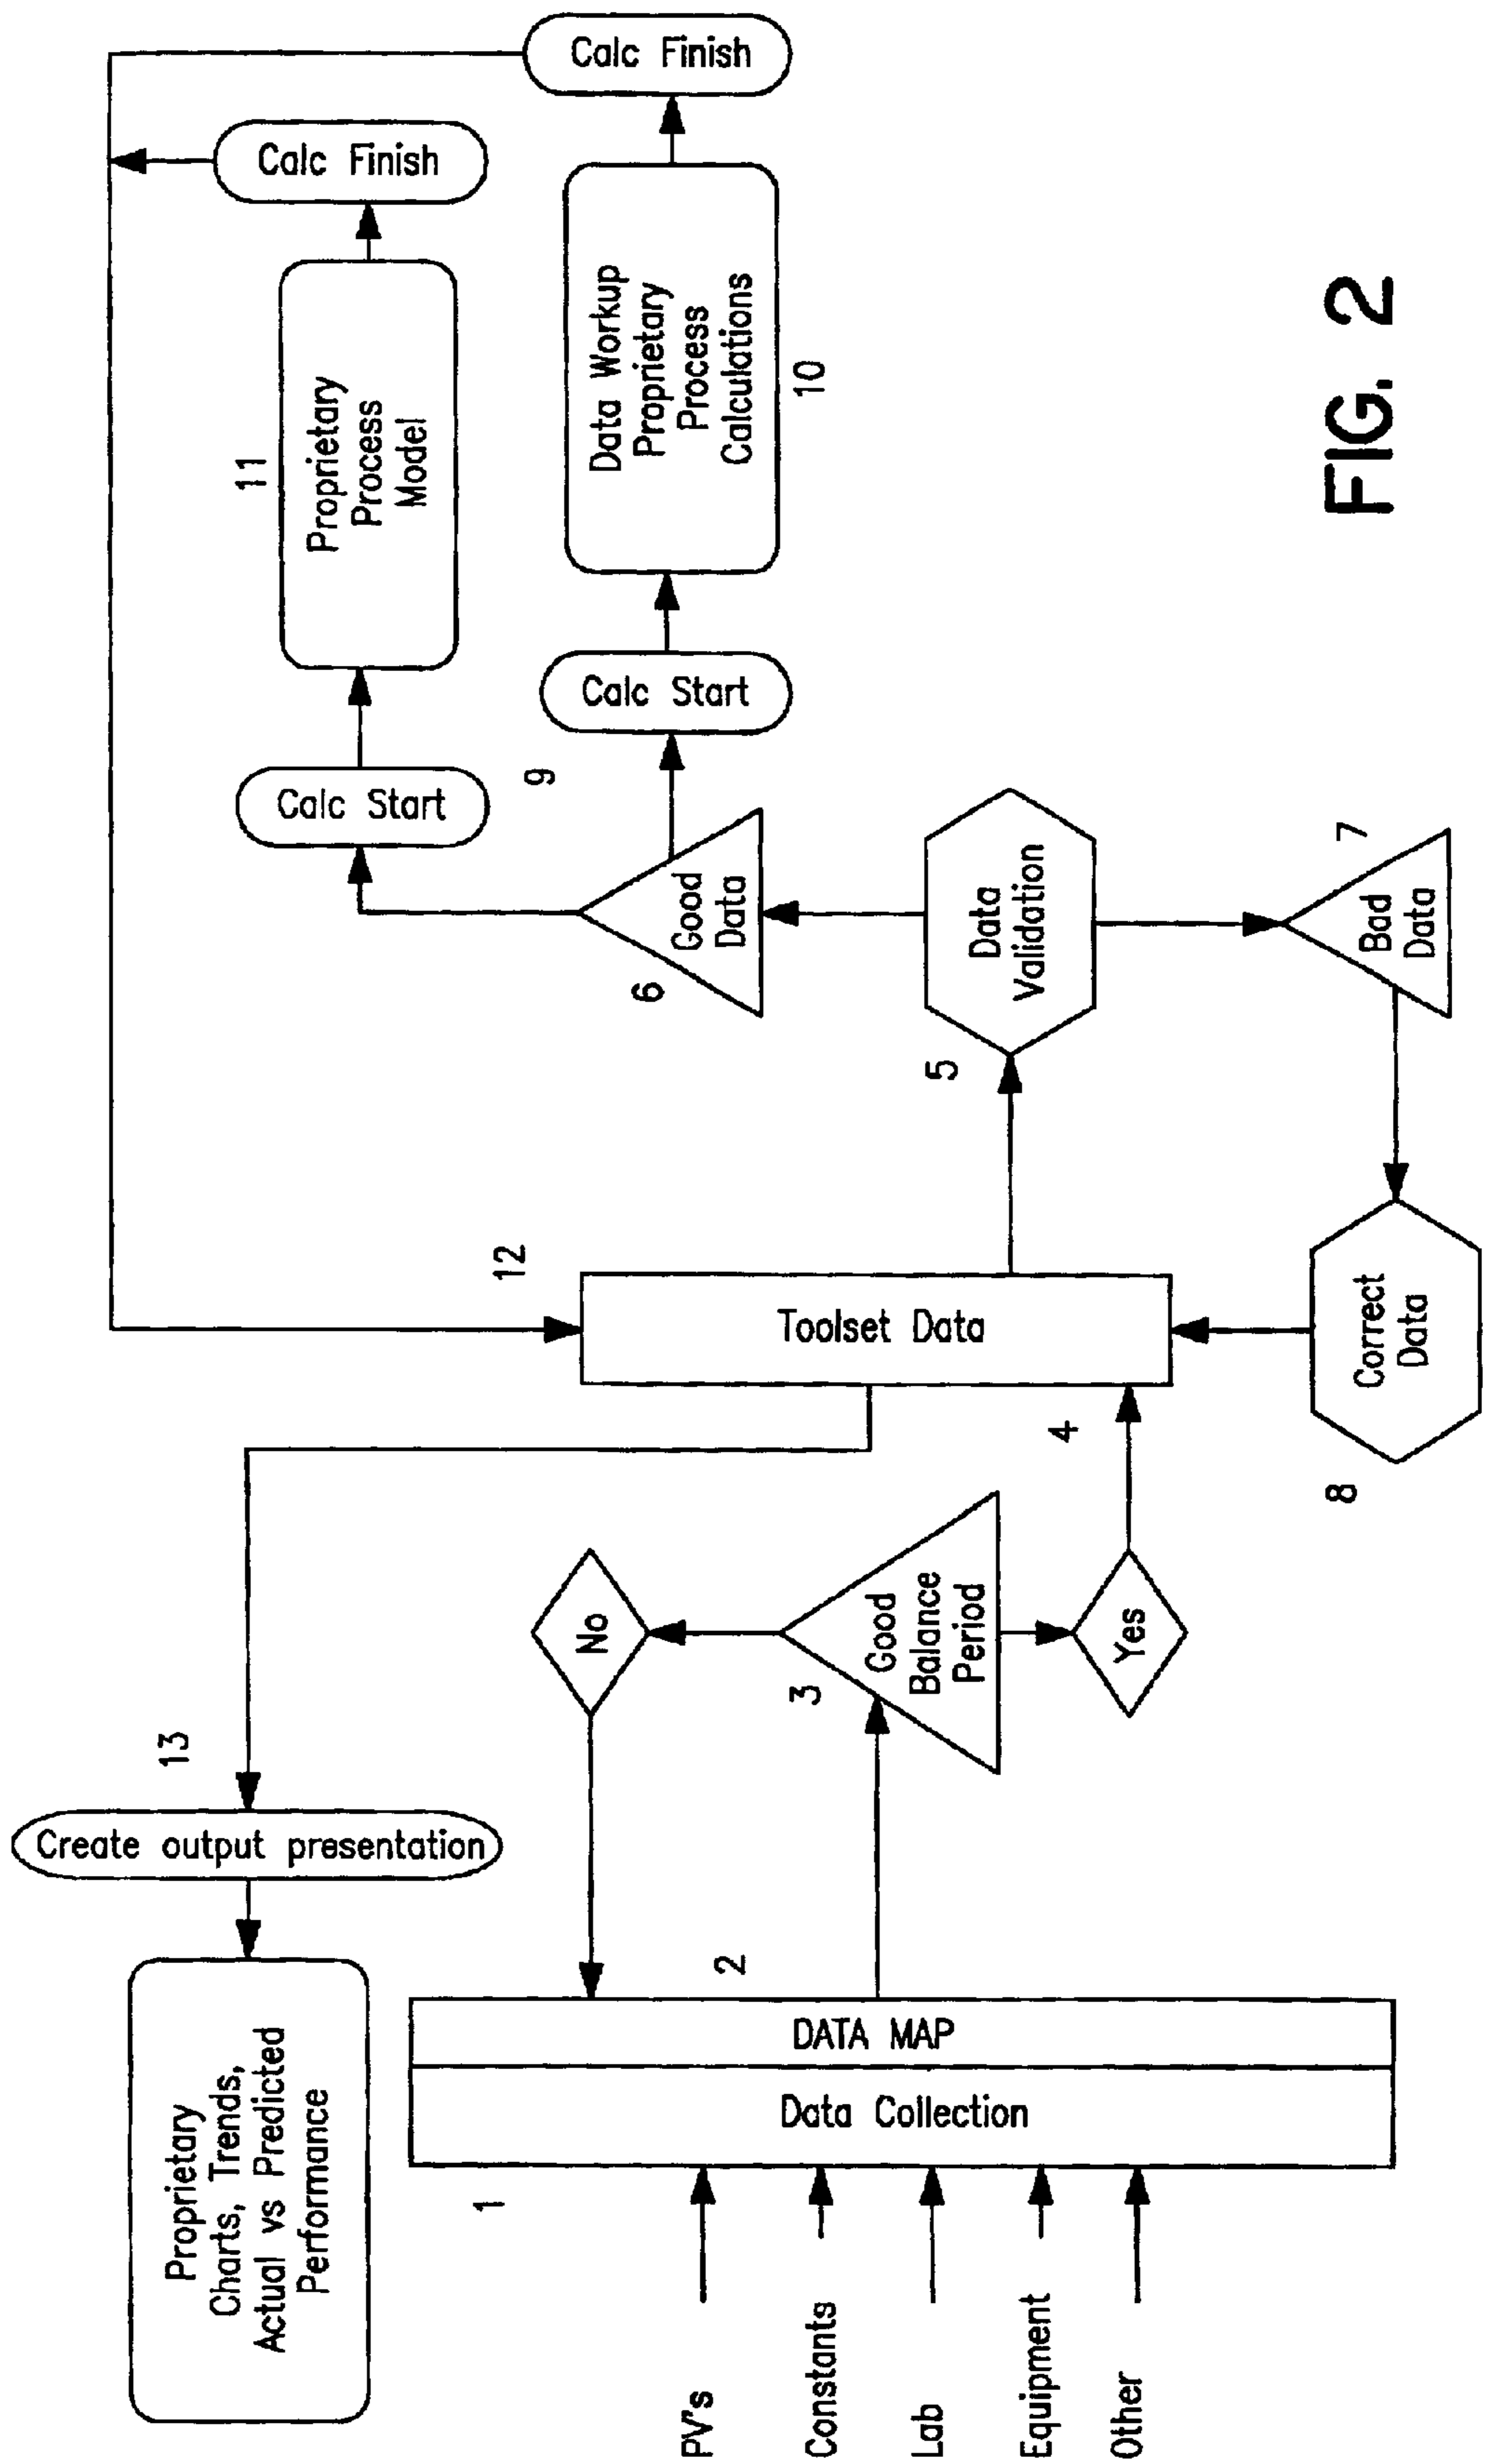 Proprietary
Charts, Trends,
Actual vs Predicted
Performance
Create output presentation
13
1
PV's
Constants
Lab
Equipment
Other
Data Collection
DATA MAP
2
No
3
Good
Balance
Period
Yes
4
12
Toolset Data
5
Data
Validation
6
Good
Data
7
Bad
Data
8
Correct
Data
9
Calc Start
11
Proprietary
Process
Model
Calc Finish
Calc Start
Data Workup
Proprietary
Process
Calculations
10
Calc Finish
FIG. 2